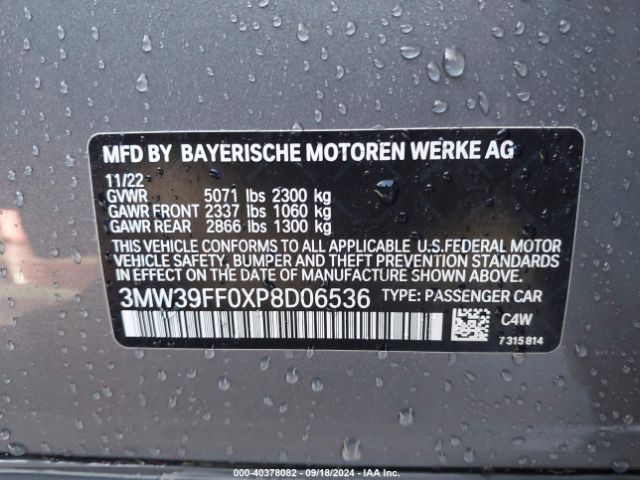 MFD BY BAYERISCHE MOTOREN WERKE AG
11/22
GVWR 5071 lbs 2300 kg
GAWR FRONT 2337 lbs 1060 kg
GAWR REAR 2866 lbs 1300 kg
THIS VEHICLE CONFORMS TO ALL APPLICABLE U.S.FEDERAL MOTOR
VEHICLE SAFETY, BUMPER AND THEFT PREVENTION STANDARDS
IN EFFECT ON THE DATE OF MANUFACTURE SHOWN ABOVE.
3MW39FF0XP8D06536 TYPE: PASSENGER CAR
C4W
7 315 814
© 40378082 - 09/18/2024 - IAA Inc.